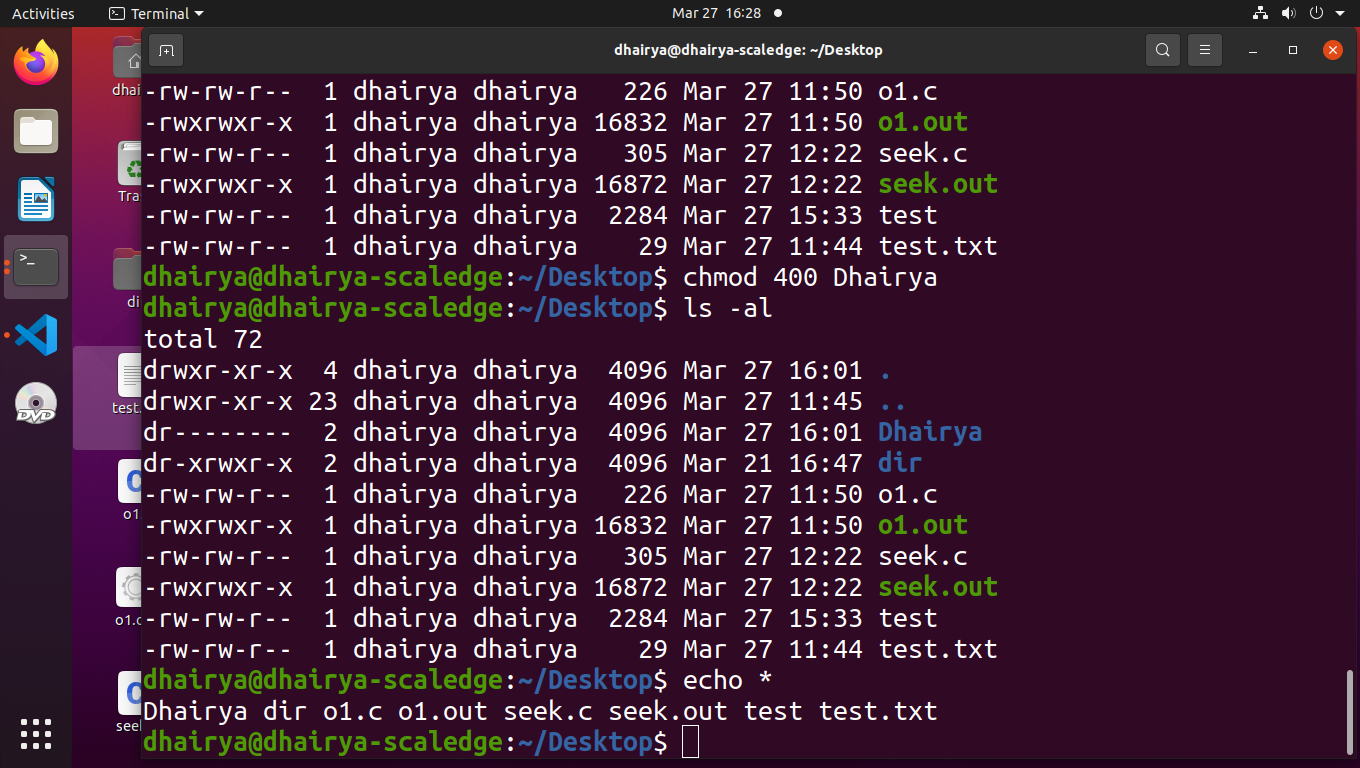 Activities
Terminal
Mar 27 16:28
dhairya@dhairya-scaledge: ~/Desktop
-rw-rw-r--  1 dhairya dhairya   226 Mar 27 11:50 o1.c
-rwxrwxr-x  1 dhairya dhairya 16832 Mar 27 11:50 o1.out
-rw-rw-r--  1 dhairya dhairya   305 Mar 27 12:22 seek.c
-rwxrwxr-x  1 dhairya dhairya 16872 Mar 27 12:22 seek.out
-rw-rw-r--  1 dhairya dhairya  2284 Mar 27 15:33 test
-rw-rw-r--  1 dhairya dhairya    29 Mar 27 11:44 test.txt
dhairya@dhairya-scaledge:~/Desktop$ chmod 400 Dhairya
dhairya@dhairya-scaledge:~/Desktop$ ls -al
total 72
drwxr-xr-x  4 dhairya dhairya  4096 Mar 27 16:01 .
drwxr-xr-x 23 dhairya dhairya  4096 Mar 27 11:45 ..
dr--------  2 dhairya dhairya  4096 Mar 27 16:01 Dhairya
dr-xrwxr-x  2 dhairya dhairya  4096 Mar 21 16:47 dir
-rw-rw-r--  1 dhairya dhairya   226 Mar 27 11:50 o1.c
-rwxrwxr-x  1 dhairya dhairya 16832 Mar 27 11:50 o1.out
-rw-rw-r--  1 dhairya dhairya   305 Mar 27 12:22 seek.c
-rwxrwxr-x  1 dhairya dhairya 16872 Mar 27 12:22 seek.out
-rw-rw-r--  1 dhairya dhairya  2284 Mar 27 15:33 test
-rw-rw-r--  1 dhairya dhairya    29 Mar 27 11:44 test.txt
dhairya@dhairya-scaledge:~/Desktop$ echo *
Dhairya dir o1.c o1.out seek.c seek.out test test.txt
dhairya@dhairya-scaledge:~/Desktop$
dhai
Tra
di
test.
o1.
o1.o
seek
>_
DVD